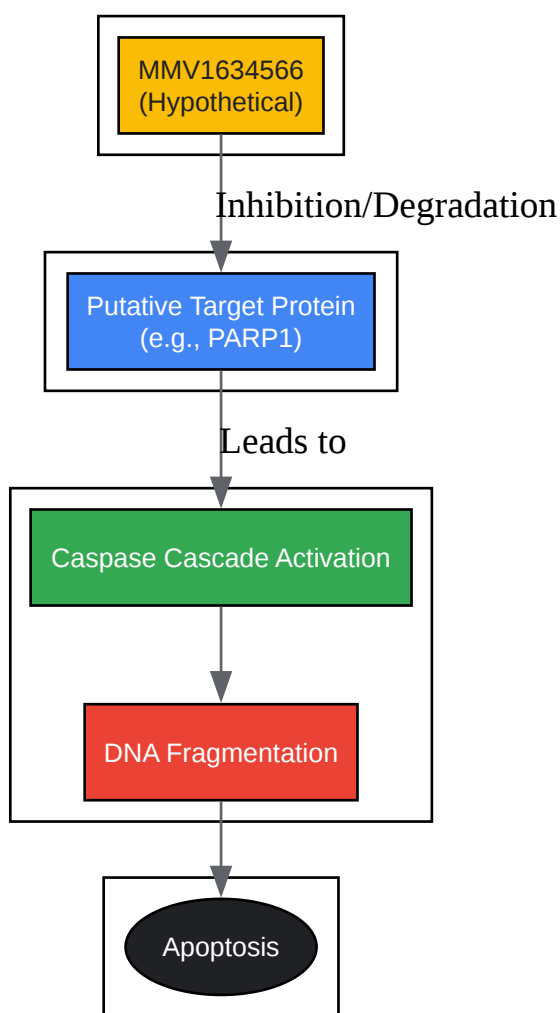 MMV1634566
(Hypothetical)
Inhibition/Degradation
Putative Target Protein
(e.g., PARP1)
Leads to
Caspase Cascade Activation
DNA Fragmentation
Apoptosis